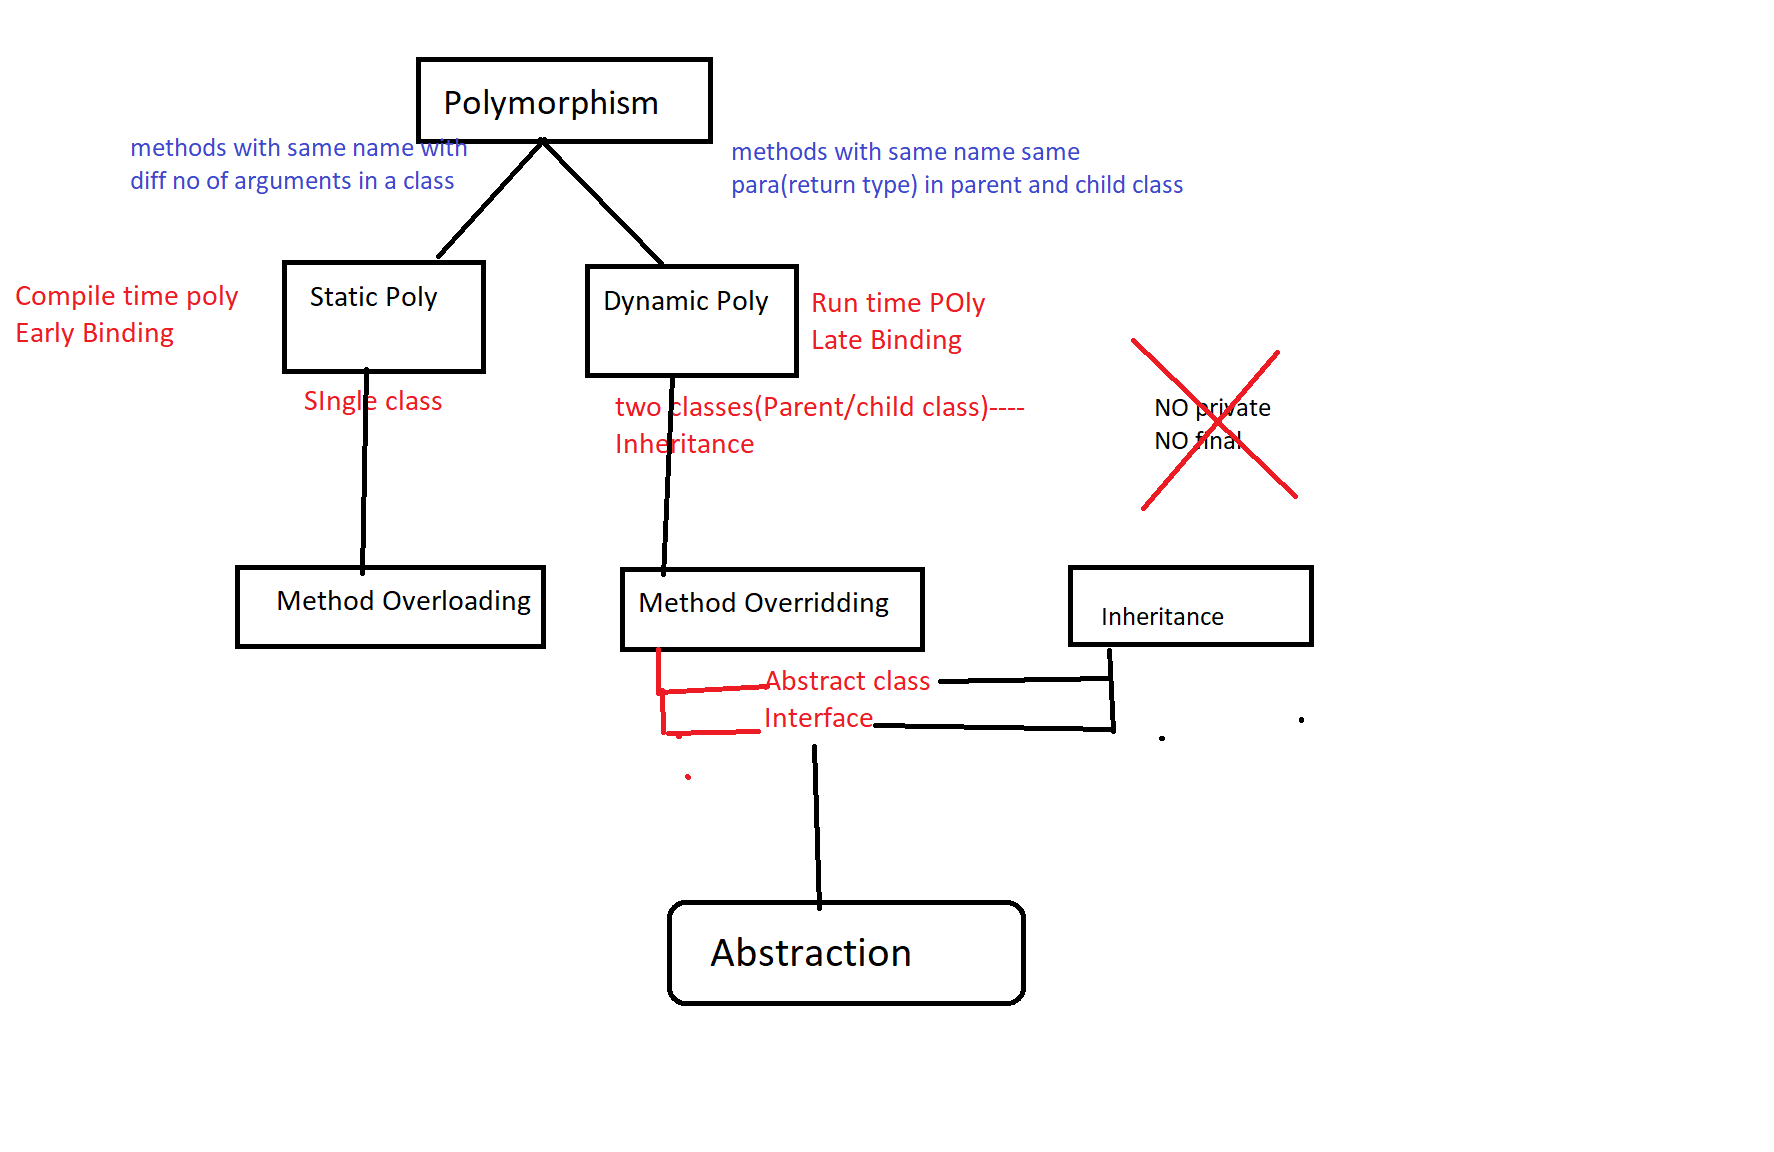 Polymorphism
methods with same name with
diff no of arguments in a class
methods with same name same
para(return type) in parent and child class
Compile time poly
Early Binding
Static Poly
Dynamic Poly
Run time POly
Late Binding
SIngle class
two classes(Parent/child class)----
Inheritance
NO private
NO final
Method Overloading
Method Overridding
Inheritance
Abstract class
Interface
Abstraction